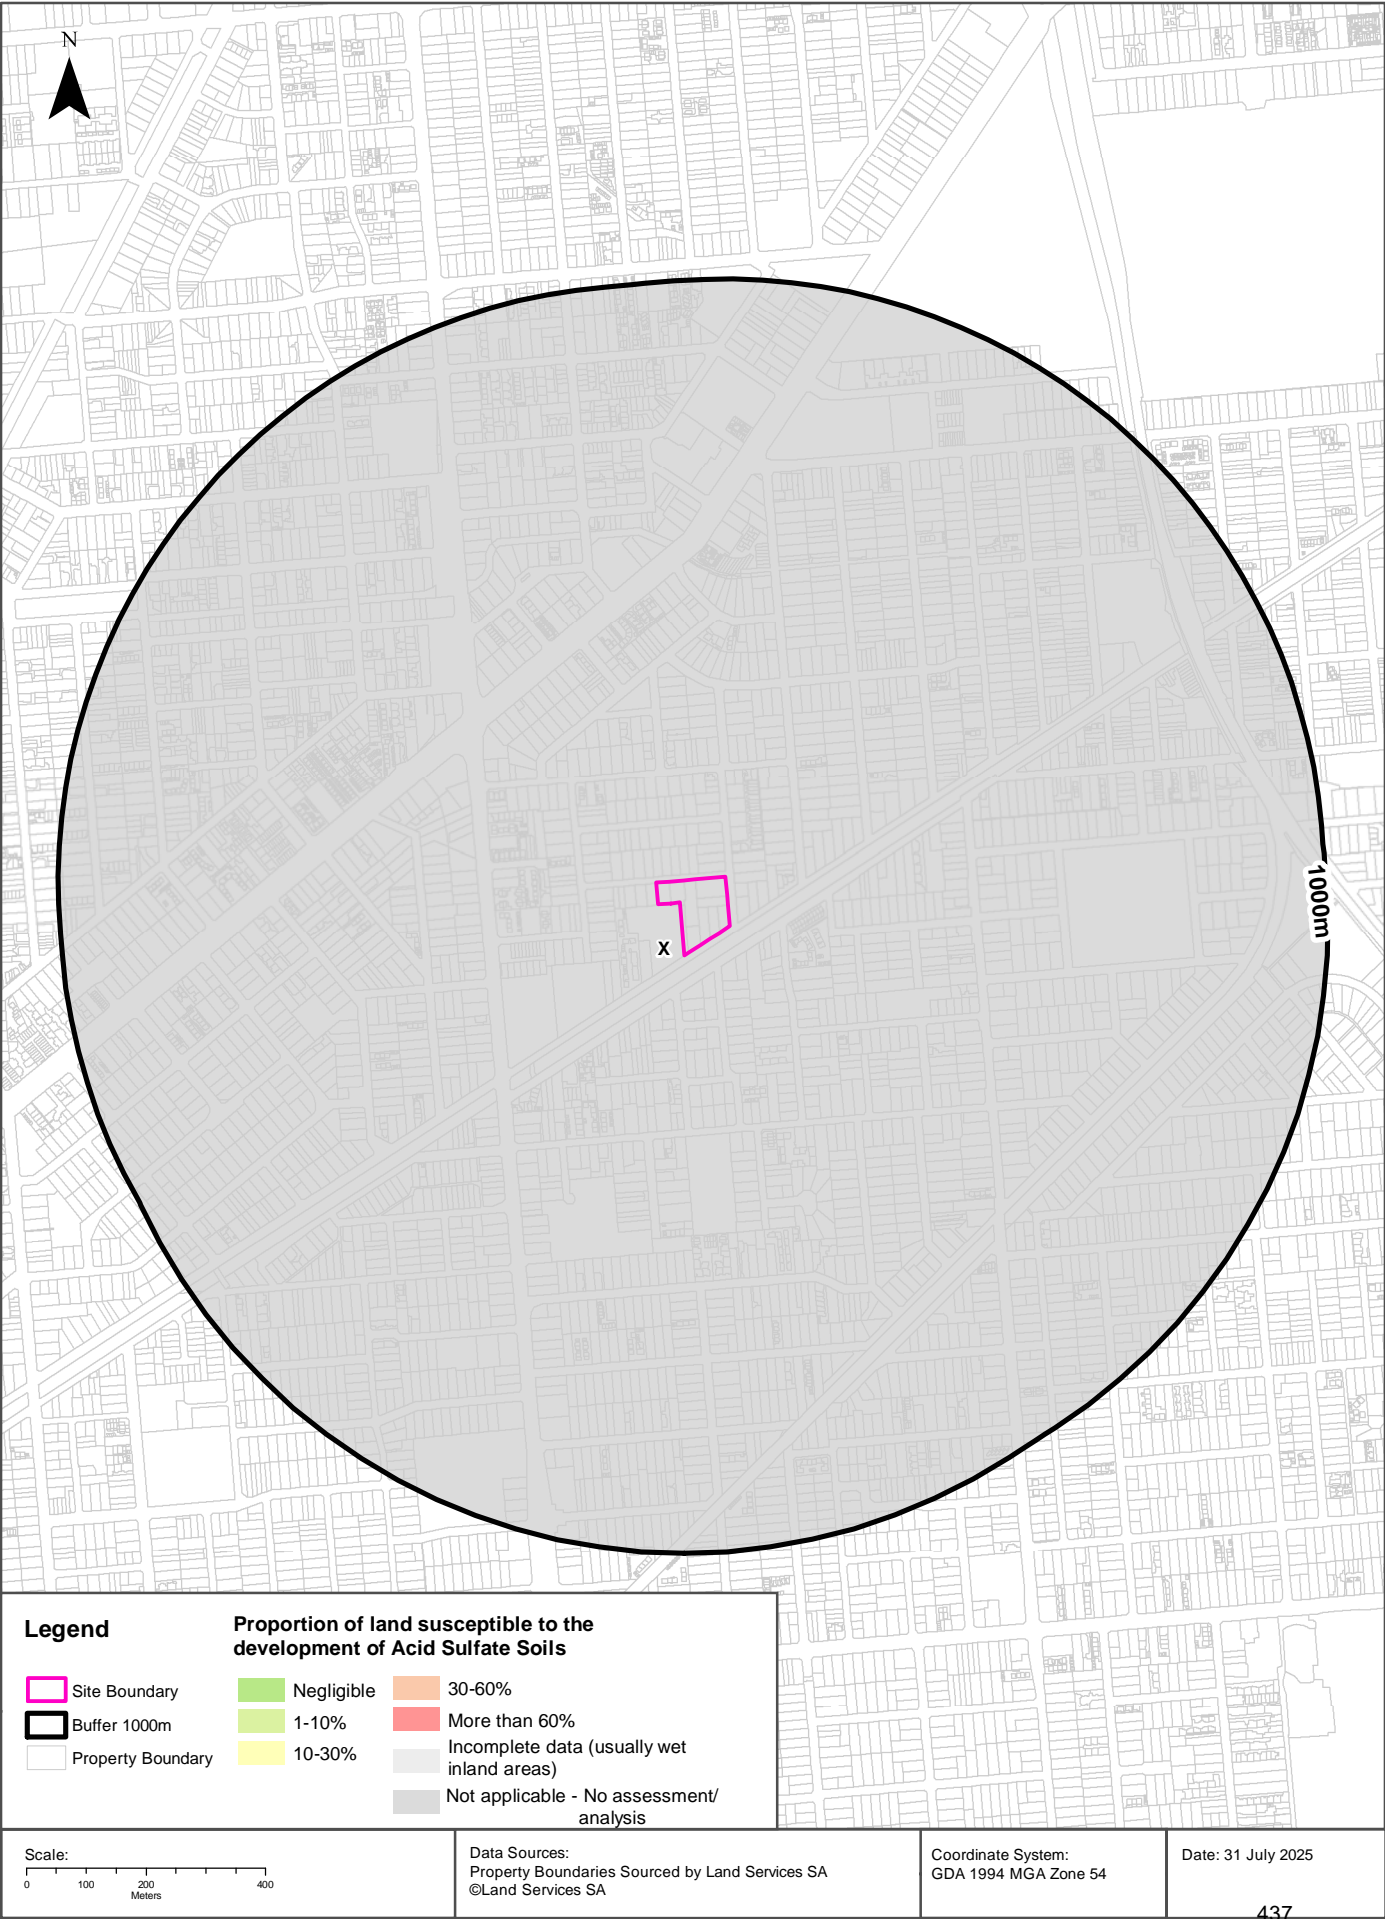 N
1000m
X
Legend
Proportion of land susceptible to the
development of Acid Sulfate Soils
Site Boundary
Buffer 1000m
Property Boundary
Negligible
1-10%
10-30%
30-60%
More than 60%
Incomplete data (usually wet
inland areas)
Not applicable - No assessment/
analysis
Scale:
0 100 200 400
Meters
Data Sources:
Property Boundaries Sourced by Land Services SA
©Land Services SA
Coordinate System:
GDA 1994 MGA Zone 54
Date: 31 July 2025
437